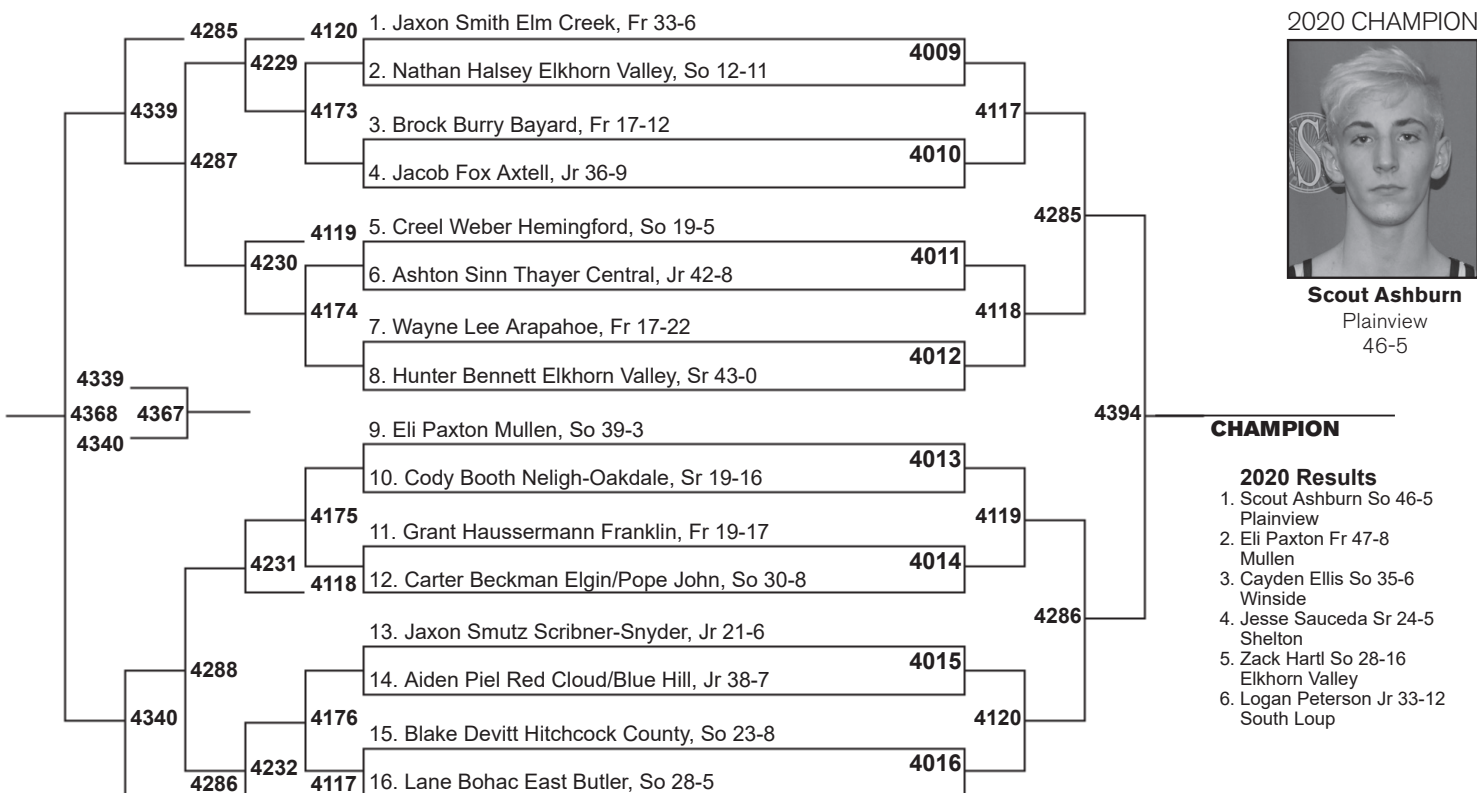 2020 CHAMPION
Scout Ashburn
Plainview
46-5
4285
4120
1. Jaxon Smith Elm Creek, Fr 33-6
4009
4229
2. Nathan Halsey Elkhorn Valley, So 12-11
4339
4173
4117
3. Brock Burry Bayard, Fr 17-12
4010
4287
4. Jacob Fox Axtell, Jr 36-9
4285
4119
5. Creel Weber Hemingford, So 19-5
4011
4230
6. Ashton Sinn Thayer Central, Jr 42-8
4174
4118
7. Wayne Lee Arapahoe, Fr 17-22
4012
8. Hunter Bennett Elkhorn Valley, Sr 43-0
4339
4368
4367
4340
4394
CHAMPION
9. Eli Paxton Mullen, So 39-3
4013
10. Cody Booth Neligh-Oakdale, Sr 19-16
4175
4119
11. Grant Haussermann Franklin, Fr 19-17
4014
4231
4118
12. Carter Beckman Elgin/Pope John, So 30-8
4286
13. Jaxon Smutz Scribner-Snyder, Jr 21-6
4015
4288
14. Aiden Piel Red Cloud/Blue Hill, Jr 38-7
4340
4176
4120
15. Blake Devitt Hitchcock County, So 23-8
4016
4232
4286
4117
16. Lane Bohac East Butler, So 28-5
2020 Results
1. Scout Ashburn So 46-5
Plainview
2. Eli Paxton Fr 47-8
Mullen
3. Cayden Ellis So 35-6
Winside
4. Jesse Sauceda Sr 24-5
Shelton
5. Zack Hartl So 28-16
Elkhorn Valley
6. Logan Peterson Jr 33-12
South Loup